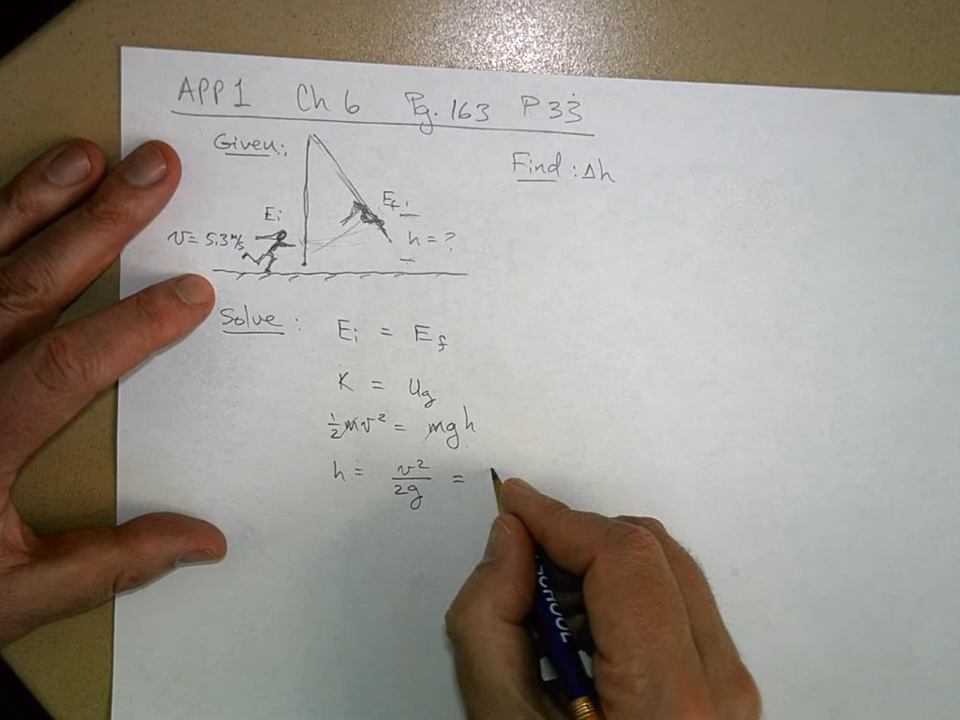 APP 1 Ch 6 Pg. 163 P 33
Given:
Find: Δh
Ei
Ef
v = 5.3 m/s
h = ?
Solve:
Ei = Ef
K = Ug
½mv² = mgh
h = v²/2g =
SCHOOL